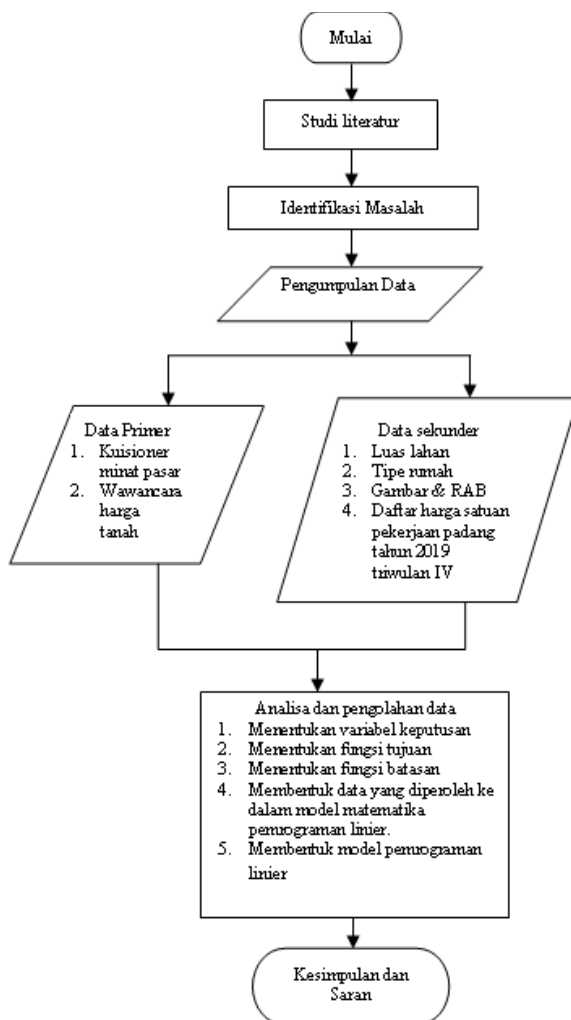 Mulai
Studi literatur
Identifikasi Masalah
Pengumpulan Data
Data Primer
1. Kuisioner
minat pasar
2. Wawancara
harga
tanah
Data sekunder
1. Luas lahan
2. Tipe rumah
3. Gambar & RAB
4. Daftar harga satuan
pekerjaan padang
tahun 2019
triwulan IV
Analisa dan pengolahan data
1. Menentukan variabel keputusan
2. Menentukan fungsi tujuan
3. Menentukan fungsi batasan
4. Membentuk data yang diperoleh ke
dalam model matematika
pemrograman linier.
5. Membentuk model pemrograman
linier
Kesimpulan dan
Saran